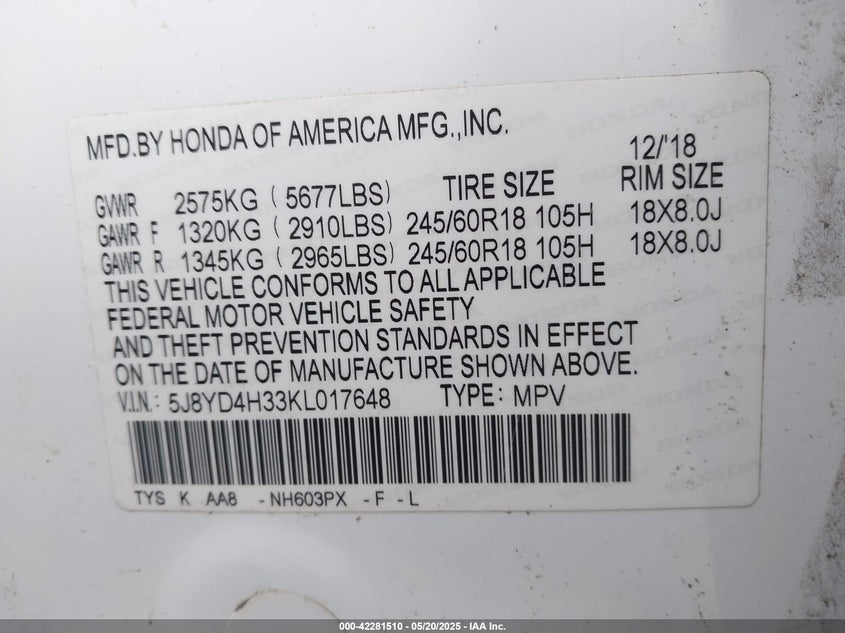 MFD.BY HONDA OF AMERICA MFG.,INC.
12/'18
GVWR 2575KG ( 5677LBS) TIRE SIZE RIM SIZE
GAWR F 1320KG ( 2910LBS) 245/60R18 105H 18X8.0J
GAWR R 1345KG ( 2965LBS) 245/60R18 105H 18X8.0J
THIS VEHICLE CONFORMS TO ALL APPLICABLE
FEDERAL MOTOR VEHICLE SAFETY
AND THEFT PREVENTION STANDARDS IN EFFECT
ON THE DATE OF MANUFACTURE SHOWN ABOVE.
V.I.N.: 5J8YD4H33KL017648 TYPE: MPV
TYS K AA8 -NH603PX -F -L
000-42281510 - 05/20/2025 - IAA Inc.